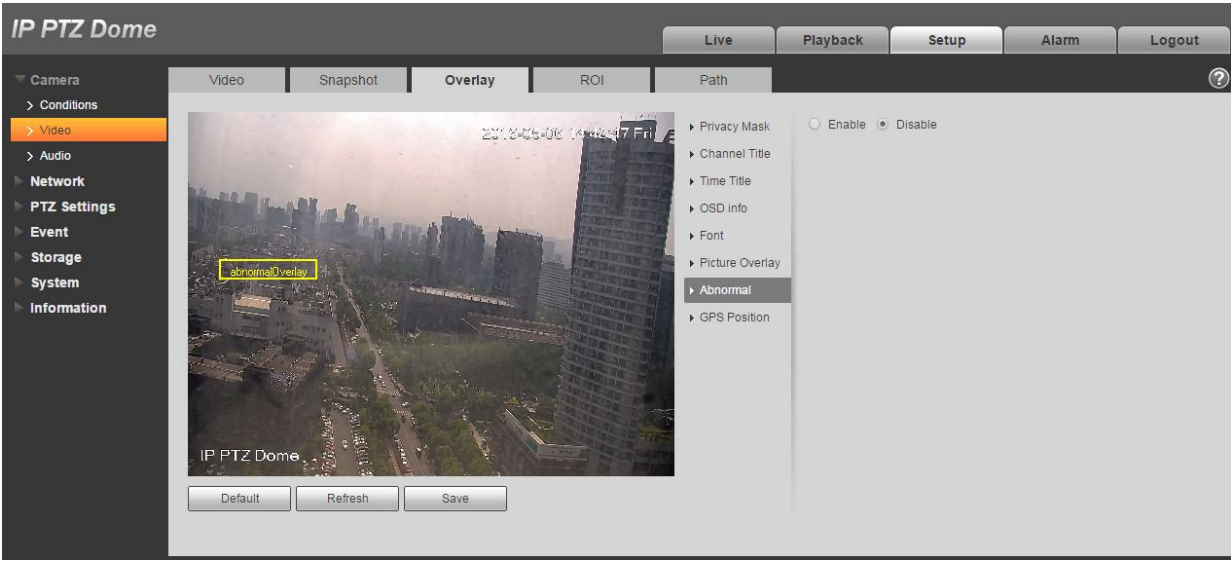 IP PTZ Dome
Live
Playback
Setup
Alarm
Logout
Camera
Conditions
Video
Audio
Network
PTZ Settings
Event
Storage
System
Information
Video
Snapshot
Overlay
ROI
Path
?
Fri
abnormalOverlay
IP PTZ Dome
Default
Refresh
Save
Privacy Mask
Channel Title
Time Title
OSD info
Font
Picture Overlay
Abnormal
GPS Position
Enable
Disable